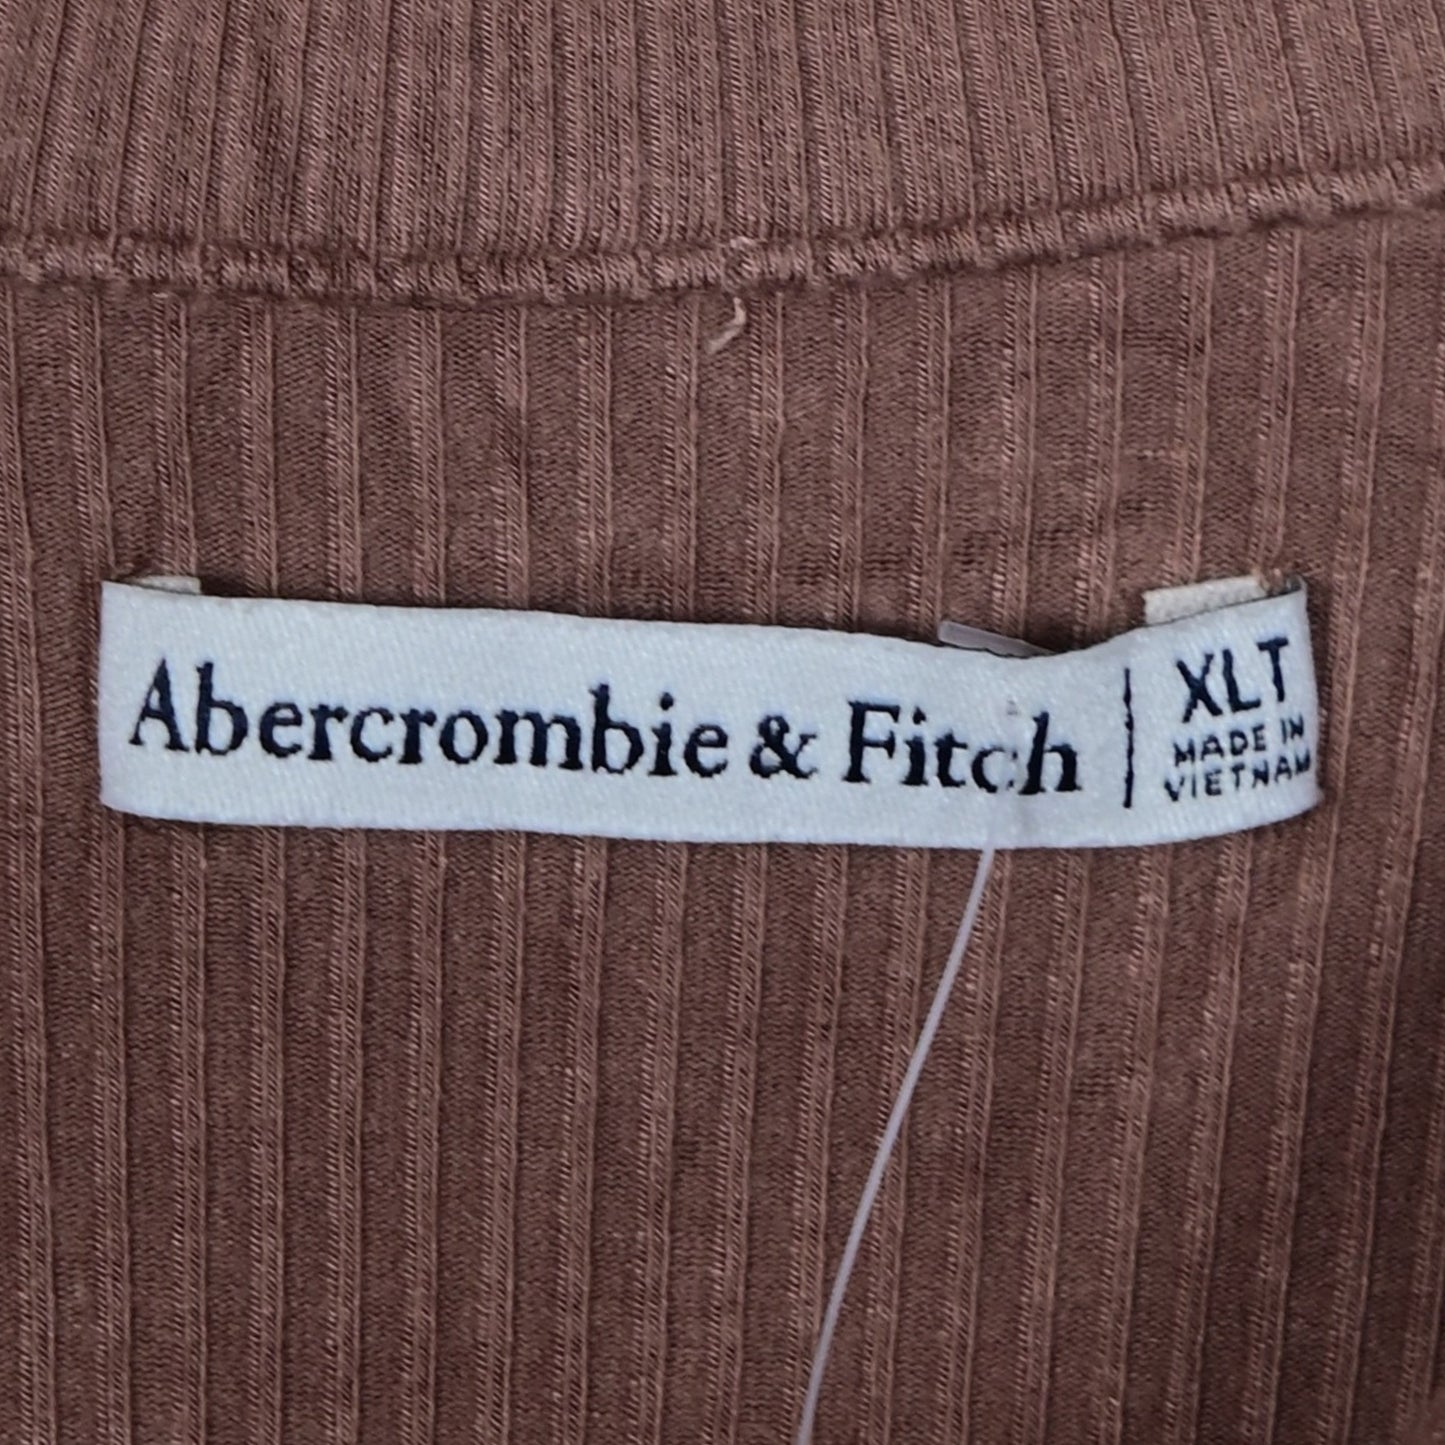 Abercrombie & Fitch
XLT
MADE IN
VIETNAM